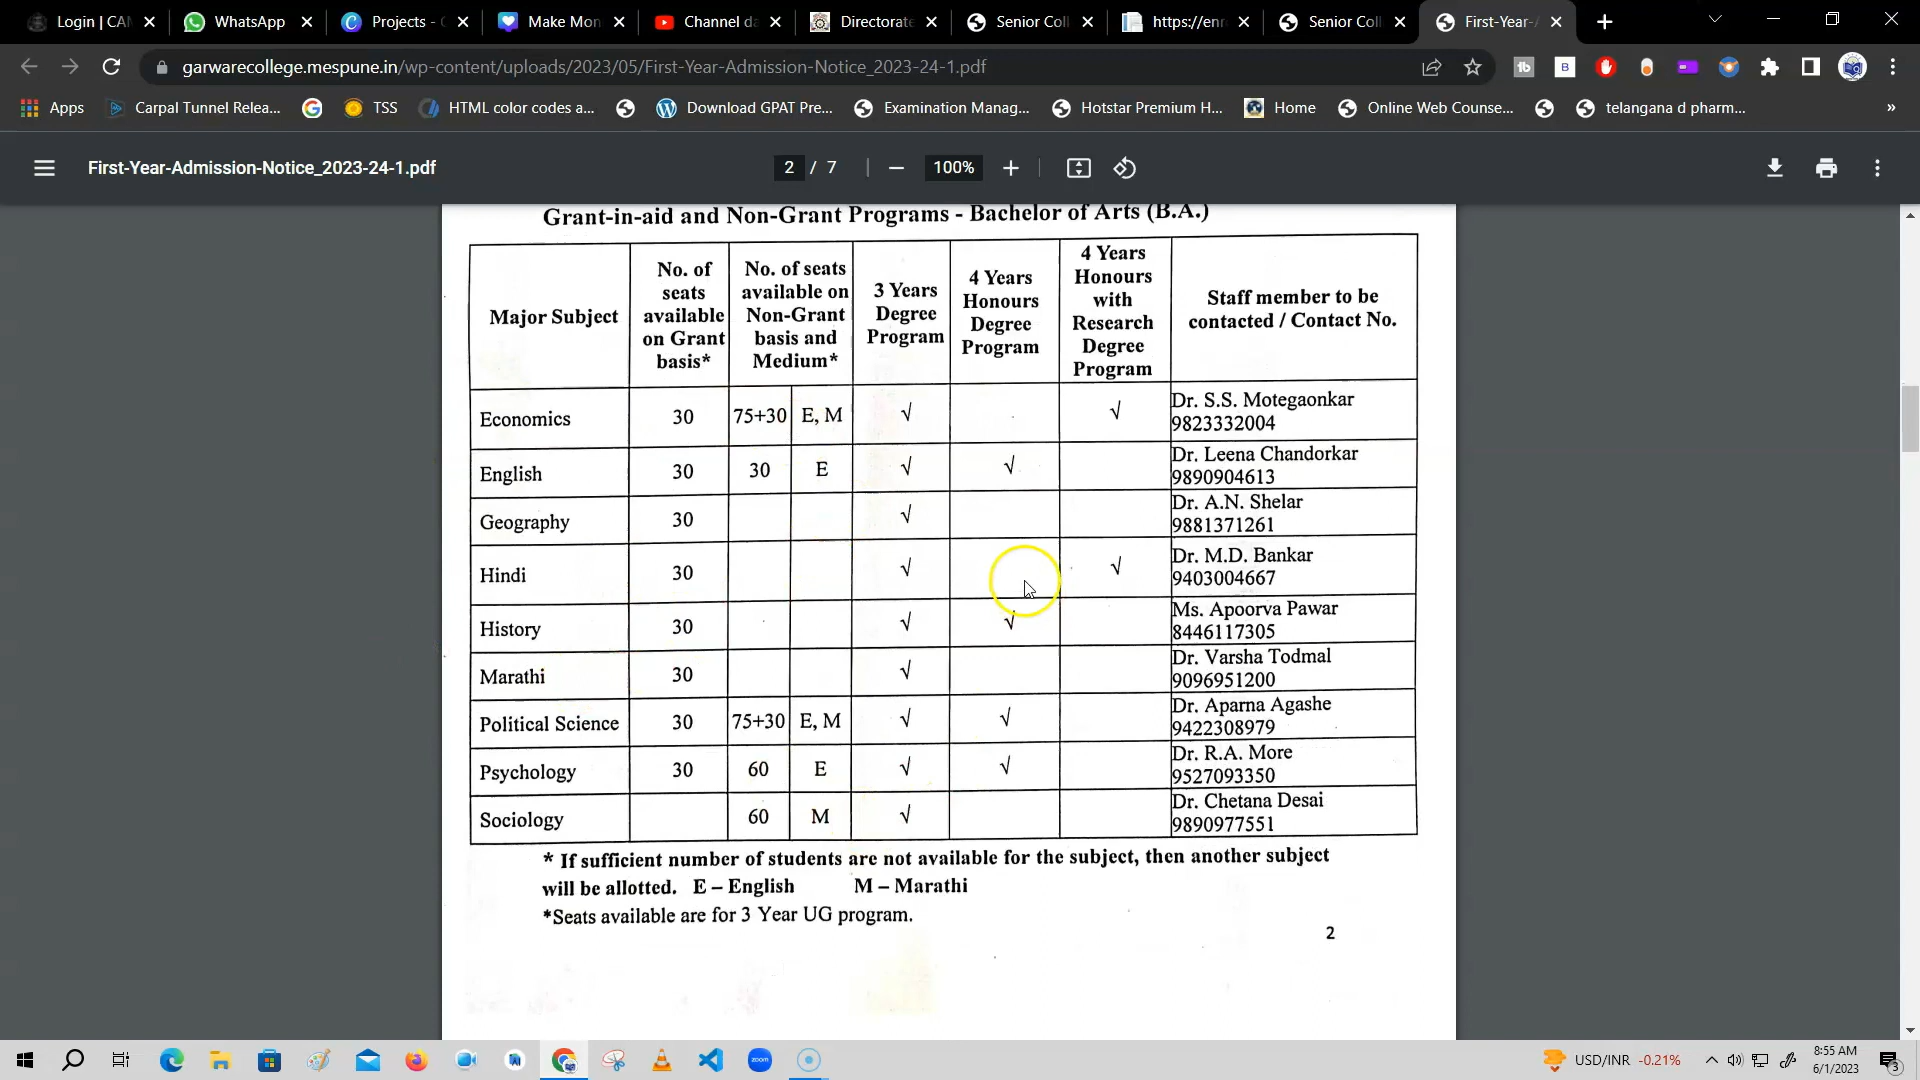 Login | CAN
WhatsApp
Projects - C
Make Mon
Channel da
Directorate
Senior Coll
https://enr
Senior Coll
First-Year-A
garwarecollege.mespune.in/wp-content/uploads/2023/05/First-Year-Admission-Notice_2023-24-1.pdf
Apps
Carpal Tunnel Relea...
TSS
HTML color codes a...
Download GPAT Pre...
Examination Manag...
Hotstar Premium H...
Home
Online Web Counse...
telangana d pharm...
»
First-Year-Admission-Notice_2023-24-1.pdf
2 / 7
100%
Grant-in-aid and Non-Grant Programs - Bachelor of Arts (B.A.)
Major Subject
No. of
seats
available
on Grant
basis*
No. of seats
available on
Non-Grant
basis and
Medium*
3 Years
Degree
Program
4 Years
Honours
Degree
Program
4 Years
Honours
with
Research
Degree
Program
Staff member to be
contacted / Contact No.
Economics 30 75+30 E, M √ √ Dr. S.S. Motegaonkar
9823332004
English 30 30 E √ √ Dr. Leena Chandorkar
9890904613
Geography 30 √ Dr. A.N. Shelar
9881371261
Hindi 30 √ √ Dr. M.D. Bankar
9403004667
History 30 √ √ Ms. Apoorva Pawar
8446117305
Marathi 30 √ Dr. Varsha Todmal
9096951200
Political Science 30 75+30 E, M √ √ Dr. Aparna Agashe
9422308979
Psychology 30 60 E √ √ Dr. R.A. More
9527093350
Sociology 60 M √ Dr. Chetana Desai
9890977551
* If sufficient number of students are not available for the subject, then another subject
will be allotted. E – English M – Marathi
*Seats available are for 3 Year UG program.
2
USD/INR -0.21%
8:55 AM
6/1/2023
3